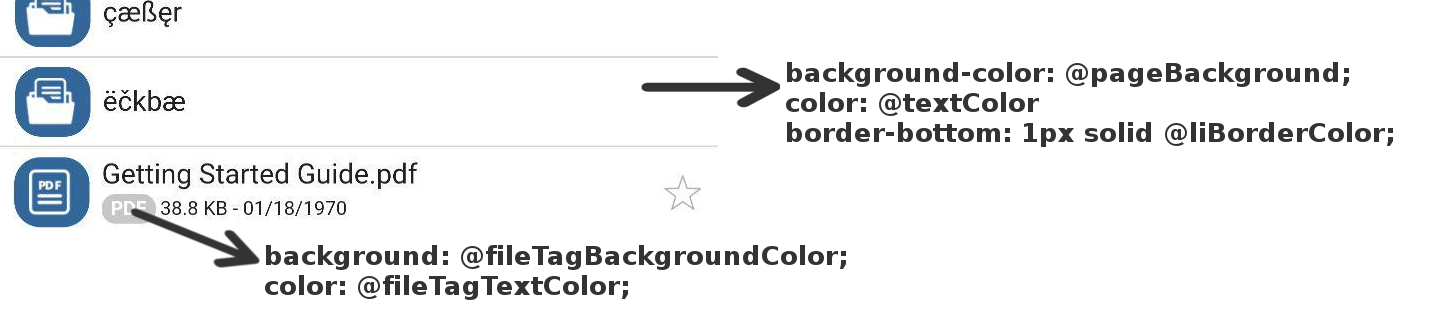 çæßęr
ëčkbæ
background-color: @pageBackground;
color: @textColor
border-bottom: 1px solid @liBorderColor;
PDF
Getting Started Guide.pdf
PDF 38.8 KB - 01/18/1970
background: @fileTagBackgroundColor;
color: @fileTagTextColor;